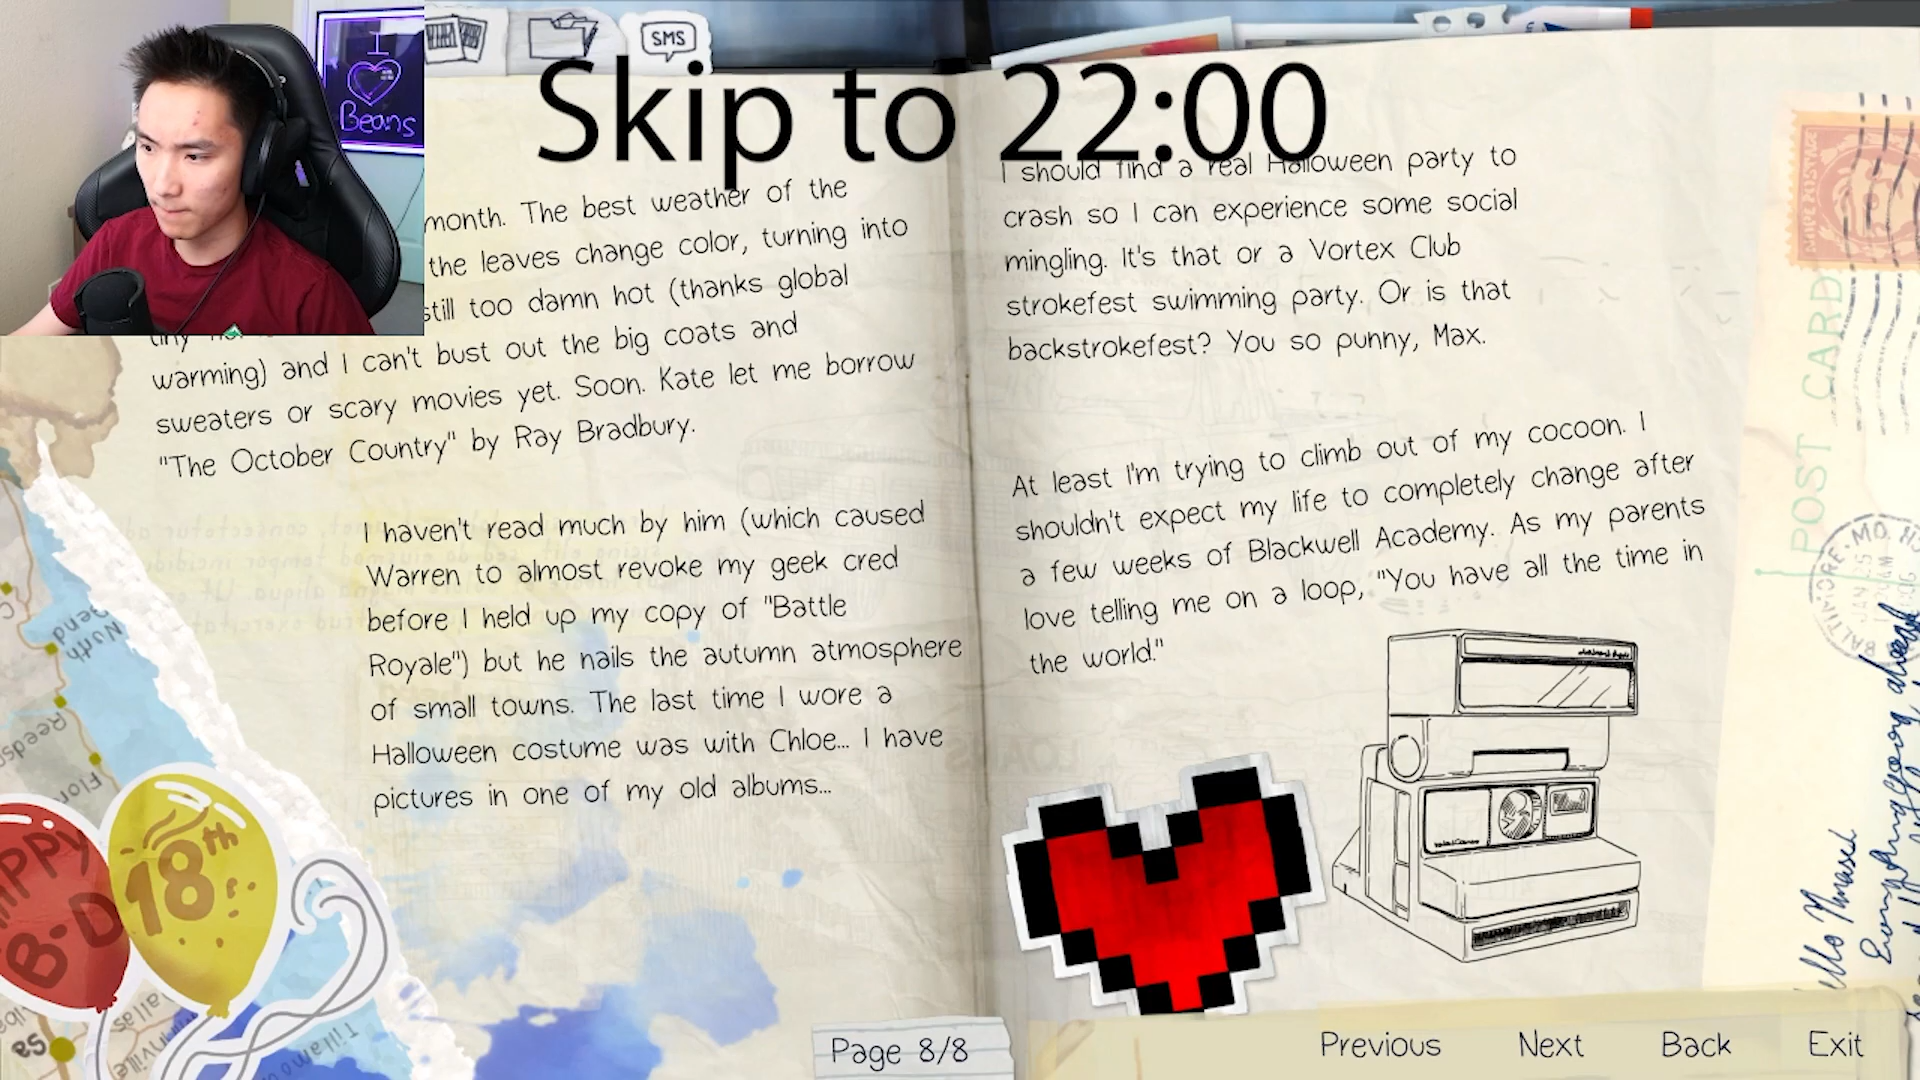 I
Beans
SMS
Skip to 22:00
month. The best weather of the
the leaves change color, turning into
still too damn hot (thanks global
tiny
warming) and I can't bust out the big coats and
sweaters or scary movies yet. Soon. Kate let me borrow
"The October Country" by Ray Bradbury.
I haven't read much by him (which caused
Warren to almost revoke my geek cred
before I held up my copy of "Battle
Royale") but he nails the autumn atmosphere
of small towns. The last time I wore a
Halloween costume was with Chloe... I have
pictures in one of my old albums...
I should find a real Halloween party to
crash so I can experience some social
mingling. It's that or a Vortex Club
strokefest swimming party. Or is that
backstrokefest? You so punny, Max.
At least I'm trying to climb out of my cocoon. I
shouldn't expect my life to completely change after
a few weeks of Blackwell Academy. As my parents
love telling me on a loop, "You have all the time in
the world."
POST CARD
North
Bend
B-D
18th
Page 8/8
Previous
Next
Back
Exit